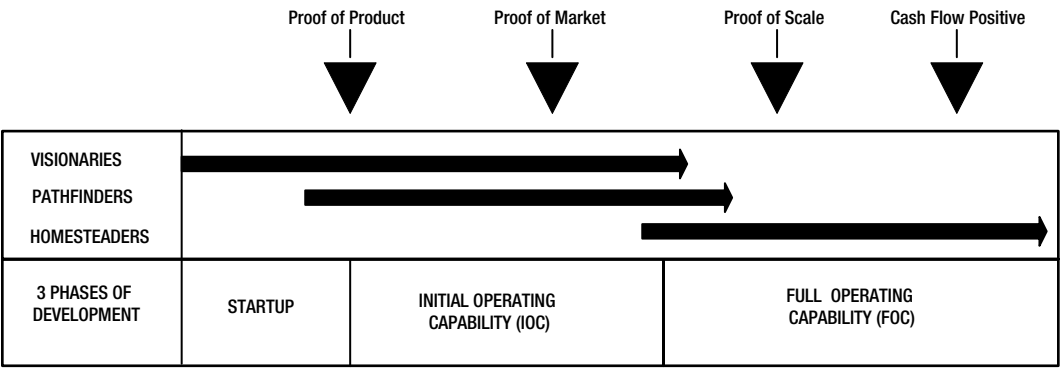 Proof of Product
Proof of Market
Proof of Scale
Cash Flow Positive
VISIONARIES
PATHFINDERS
HOMESTEADERS
3 PHASES OF
DEVELOPMENT
STARTUP
INITIAL OPERATING
CAPABILITY (IOC)
FULL OPERATING
CAPABILITY (FOC)